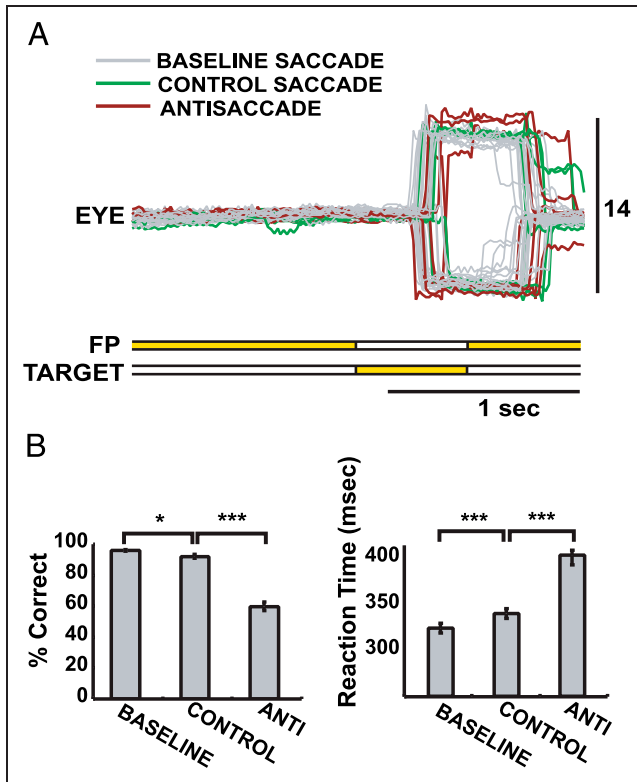 A
BASELINE SACCADE
CONTROL SACCADE
ANTISACCADE
EYE
14
FP
TARGET
1 sec
B
% Correct
100
80
60
40
20
0
* ***
BASELINE
CONTROL
ANTI
Reaction Time (msec)
400
350
300
*** ***
BASELINE
CONTROL
ANTI